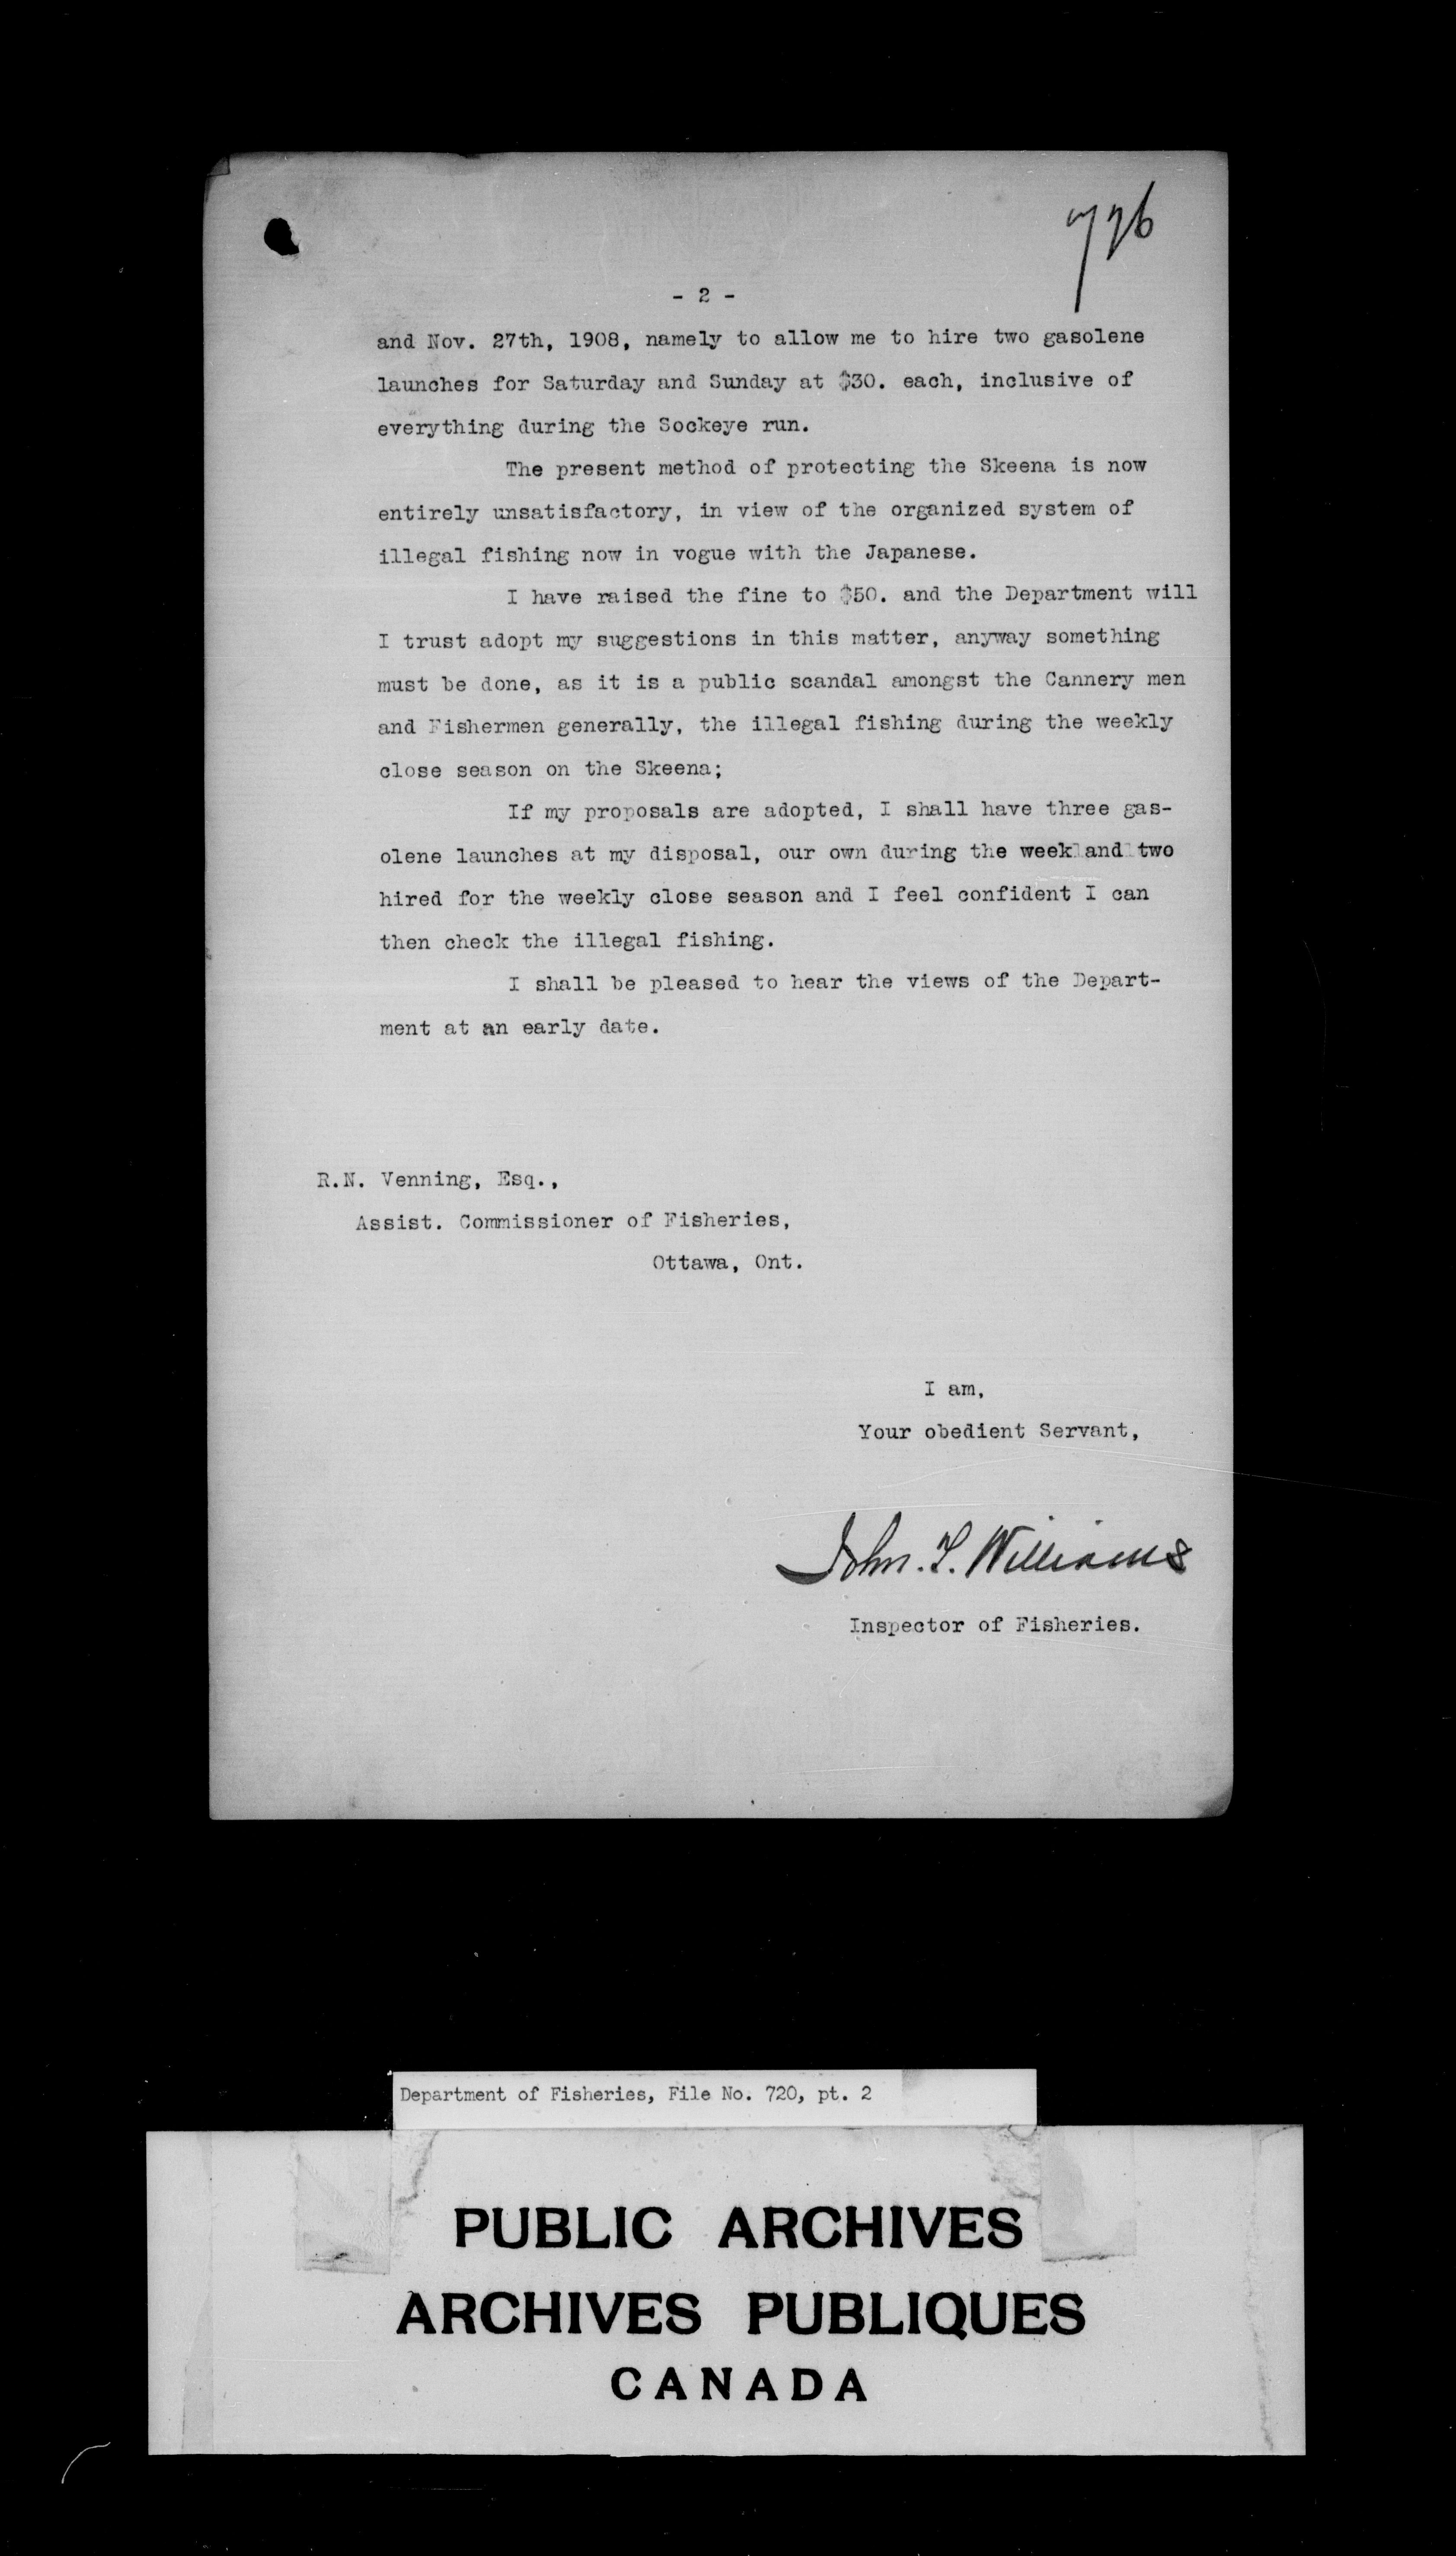 776
- 2 -
and Nov. 27th, 1908, namely to allow me to hire two gasolene
launches for Saturday and Sunday at $30. each, inclusive of
everything during the Sockeye run.
The present method of protecting the Skeena is now
entirely unsatisfactory, in view of the organized system of
illegal fishing now in vogue with the Japanese.
I have raised the fine to $50. and the Department will
I trust adopt my suggestions in this matter, anyway something
must be done, as it is a public scandal amongst the Cannery men
and Fishermen generally, the illegal fishing during the weekly
close season on the Skeena;
If my proposals are adopted, I shall have three gas-
olene launches at my disposal, our own during the week and two
hired for the weekly close season and I feel confident I can
then check the illegal fishing.
I shall be pleased to hear the views of the Depart-
ment at an early date.
R.N. Venning, Esq.,
Assist. Commissioner of Fisheries,
Ottawa, Ont.
I am,
Your obedient Servant,
John. T. Williams
Inspector of Fisheries.
Department of Fisheries, File No. 720, pt. 2
PUBLIC ARCHIVES
ARCHIVES PUBLIQUES
CANADA